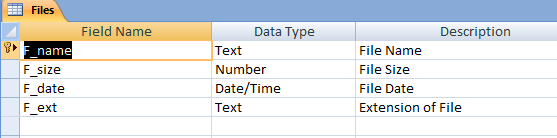 Files
Field Name Data Type Description
F_name Text File Name
F_size Number File Size
F_date Date/Time File Date
F_ext Text Extension of File